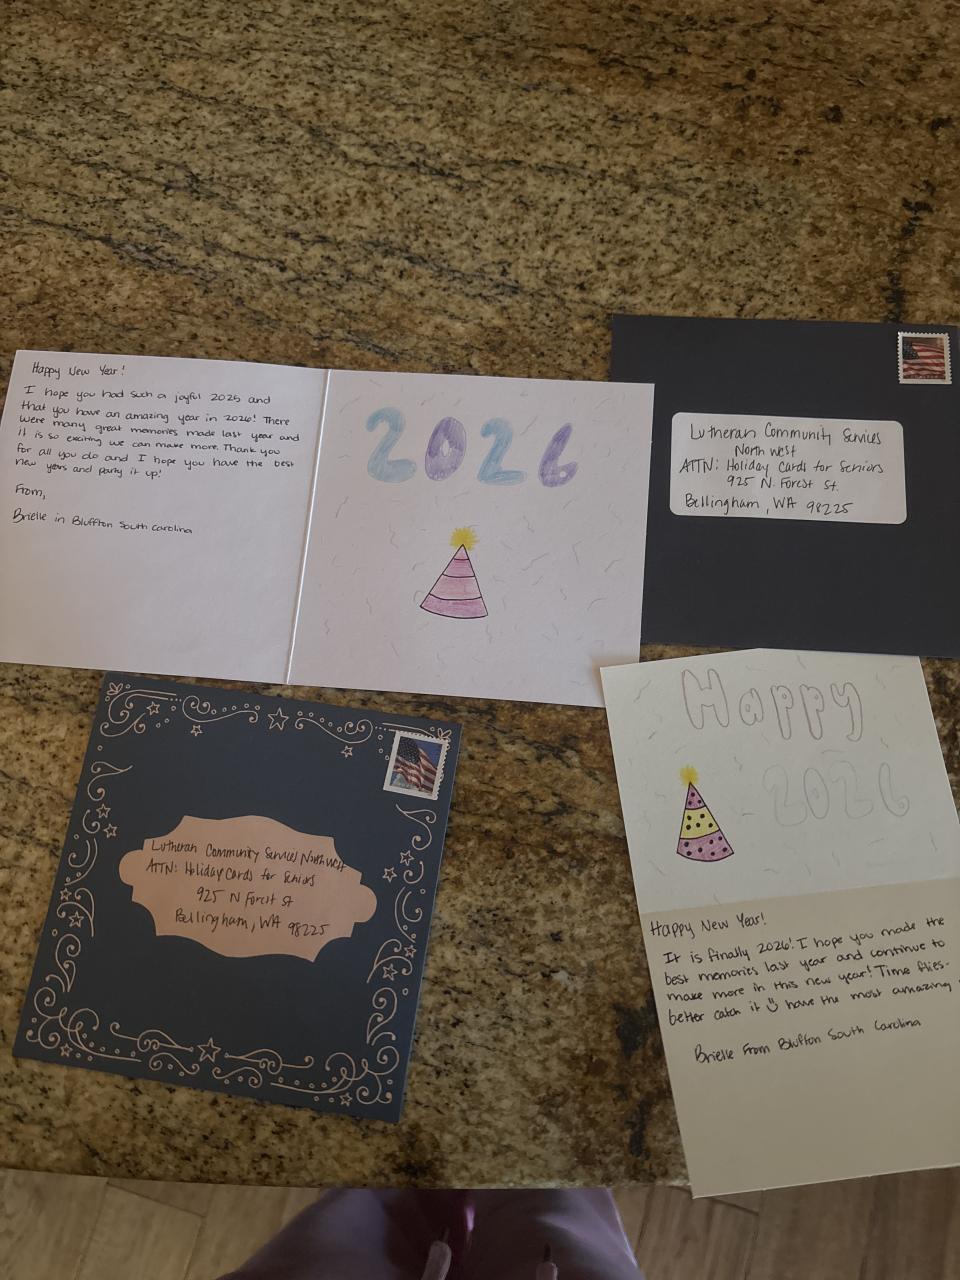 Happy New Year!
I hope you had such a joyful 2025 and
that you have an amazing year in 2026! There
were many great memories made last year and
it is so exciting we can make more. Thank you
for all you do and I hope you have the best
new years and party it up!
From,
Brielle in Bluffton South Carolina
2026
Lutheran Community Services
North west
ATTN: Holiday Cards for Seniors
925 N. Forest St.
Bellingham, WA 98225
Lutheran Community Services Northwest
ATTN: Holiday Cards for Seniors
925 N Forest St
Bellingham, WA 98225
Happy
2026
Happy New Year!
It is finally 2026! I hope you made the
best memories last year and continue to
make more in this new year! Time flies-
better catch it have the most amazing
Brielle From Bluffton South Carolina